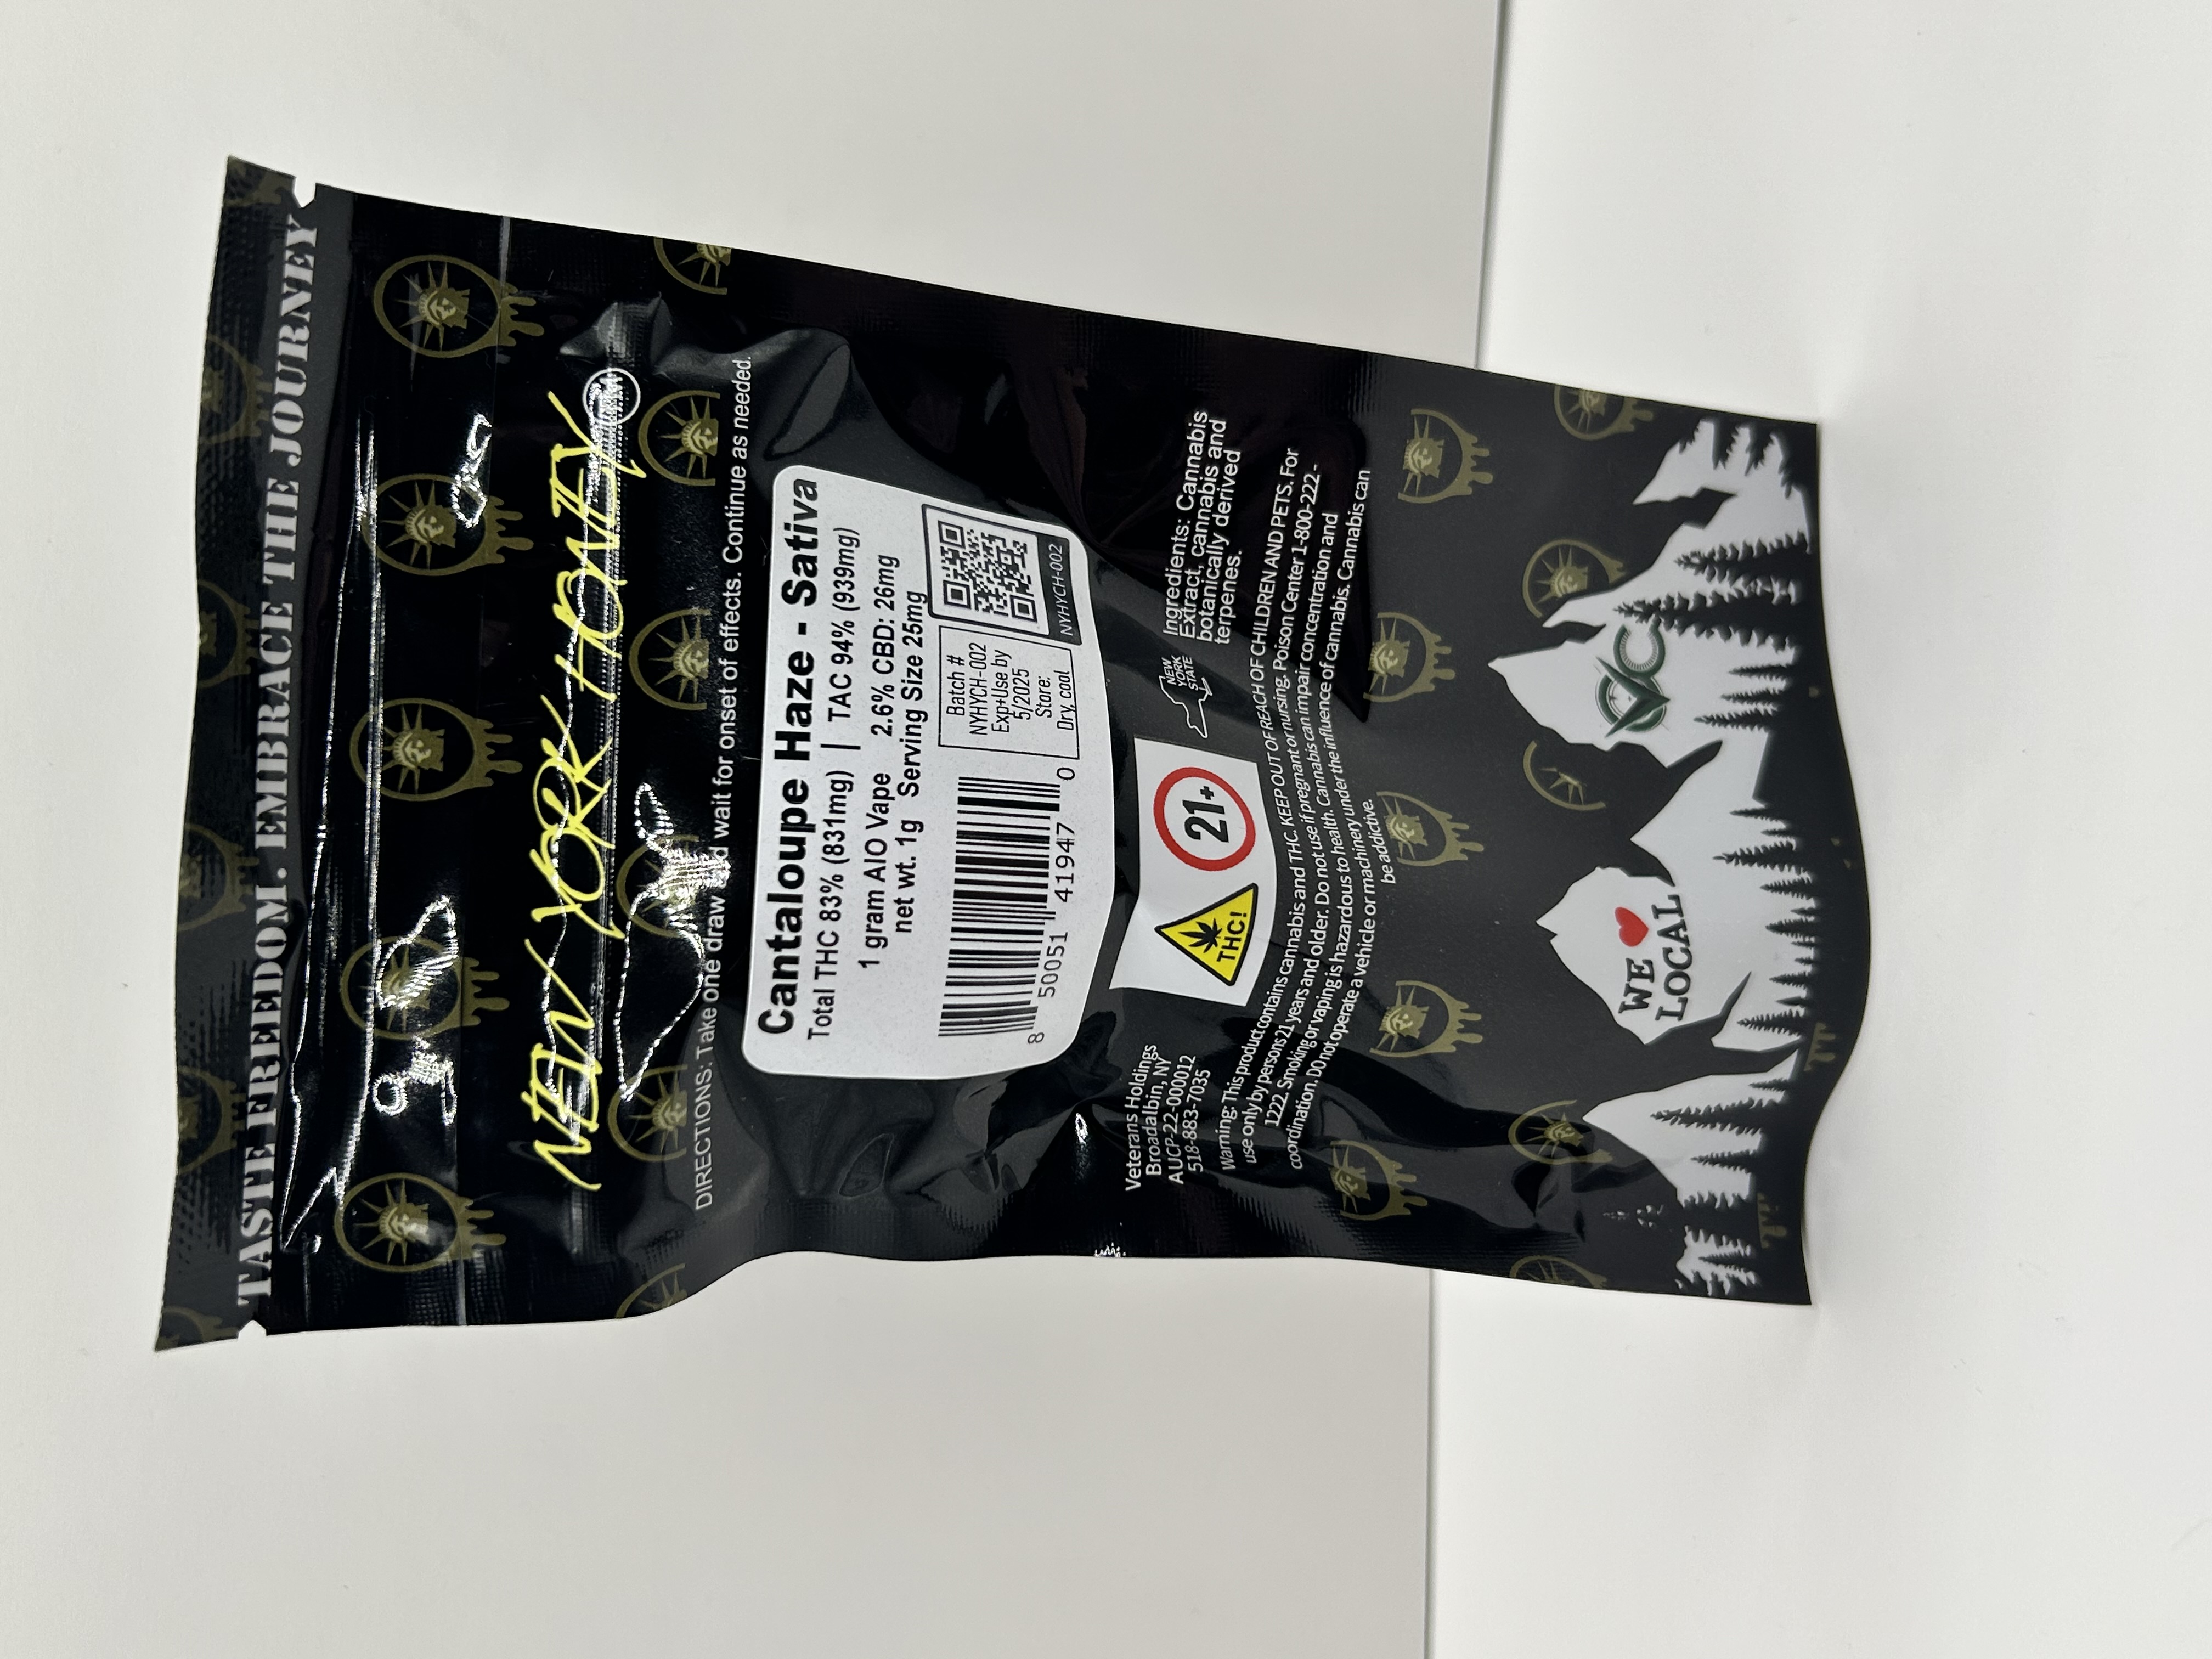 TASTE FREEDOM. EMBRACE THE JOURNEY
NEW YORK HONEY
DIRECTIONS: Take one draw and wait for onset of effects. Continue as needed.
Cantaloupe Haze - Sativa
Total THC 83% (831mg) | TAC 94% (939mg)
1 gram AIO Vape 2.6% CBD: 26mg
net wt. 1g Serving Size 25mg
8 50051 41947 0
Batch #
NYHYCH-002
Exp+Use by
5/2025
Store:
Dry, cool
NYHYCH-002
Veterans Holdings
Broadalbin, NY
AUCP-22-000012
518-883-7035
THC!
21+
NEW
YORK
STATE
Ingredients: Cannabis
Extract, cannabis and
botanically derived
terpenes.
Warning: This product contains cannabis and THC. KEEP OUT OF REACH OF CHILDREN AND PETS. For
use only by persons 21 years and older. Do not use if pregnant or nursing. Poison Center 1-800-222-
1222. Smoking or vaping is hazardous to health. Cannabis can impair concentration and
coordination. DO not operate a vehicle or machinery under the influence of cannabis. Cannabis can
be addictive.
WE
LOCAL
VC